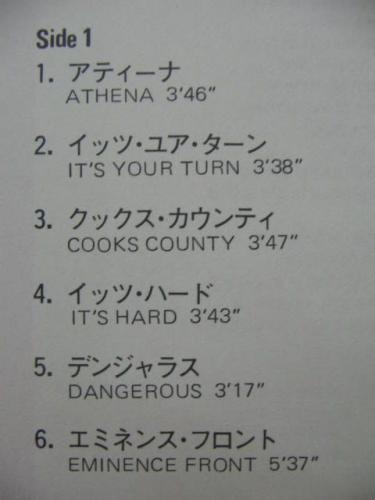 Side 1
1. アティーナ
ATHENA 3'46"
2. イッツ・ユア・ターン
IT'S YOUR TURN 3'38"
3. クックス・カウンティ
COOKS COUNTY 3'47"
4. イッツ・ハード
IT'S HARD 3'43"
5. デンジャラス
DANGEROUS 3'17"
6. エミネンス・フロント
EMINENCE FRONT 5'37"